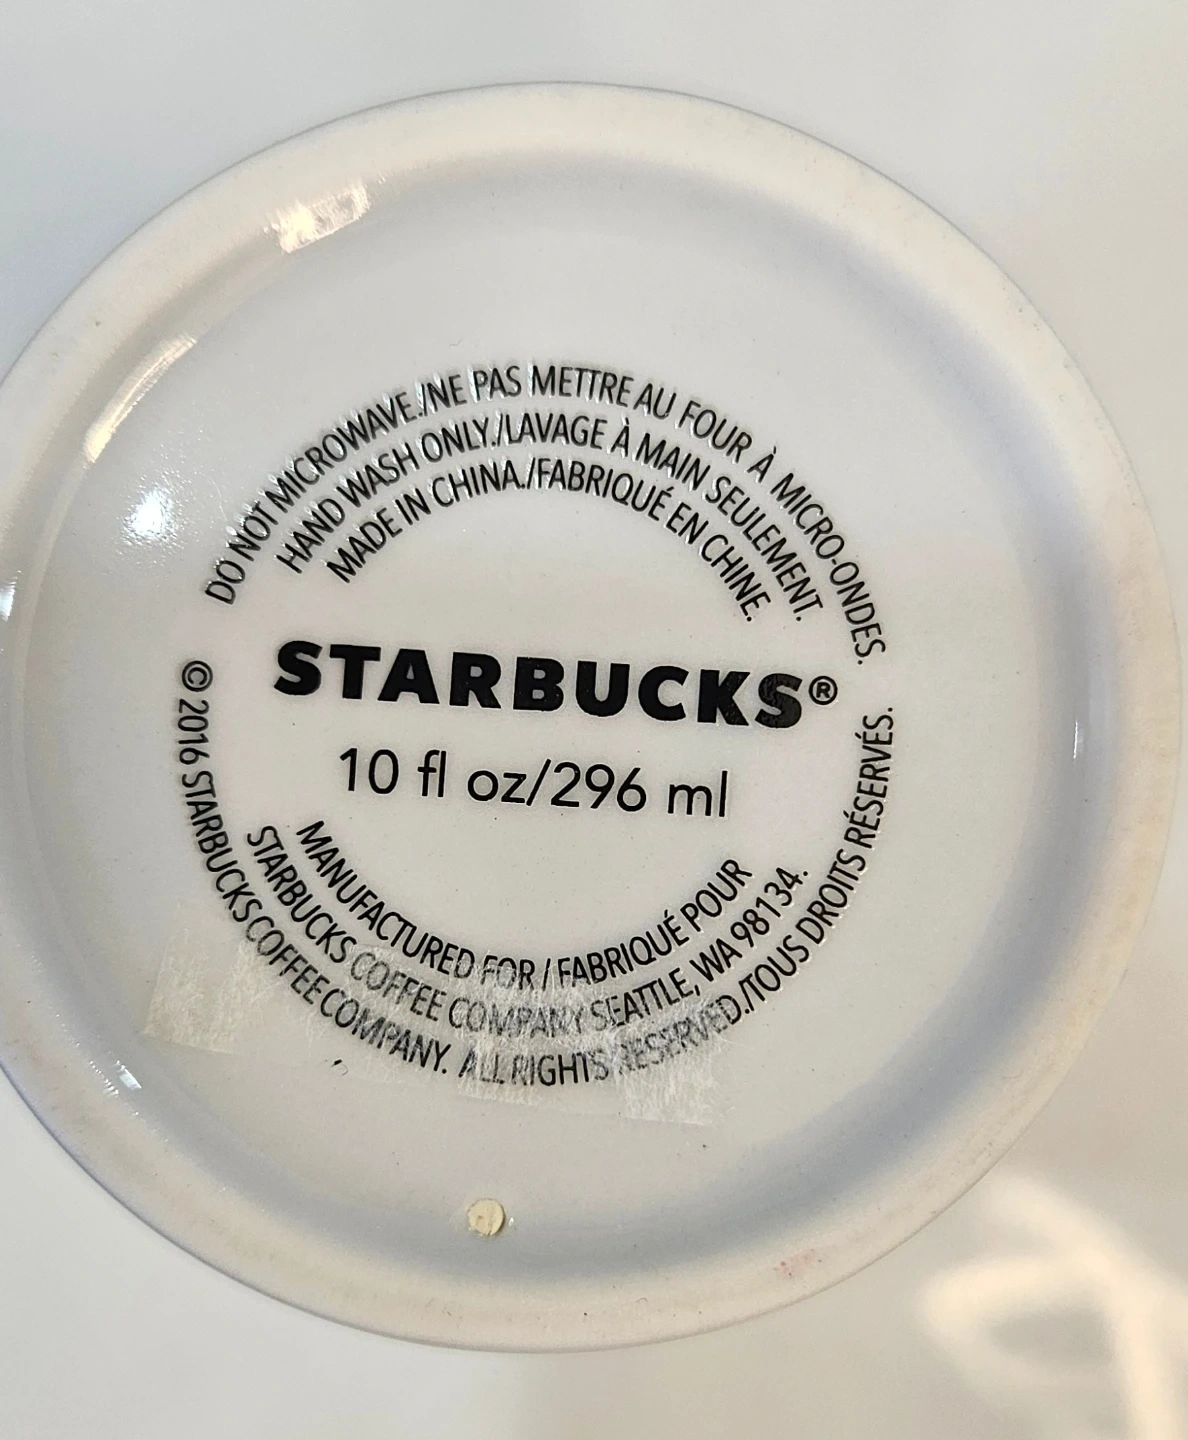 DO NOT MICROWAVE./NE PAS METTRE AU FOUR À MICRO-ONDES.
HAND WASH ONLY./LAVAGE À MAIN SEULEMENT.
MADE IN CHINA./FABRIQUÉ EN CHINE.
STARBUCKS®
10 fl oz/296 ml
MANUFACTURED FOR / FABRIQUÉ POUR
STARBUCKS COFFEE COMPANY SEATTLE, WA 98134.
© 2016 STARBUCKS COFFEE COMPANY. ALL RIGHTS RESERVED./TOUS DROITS RÉSERVÉS.